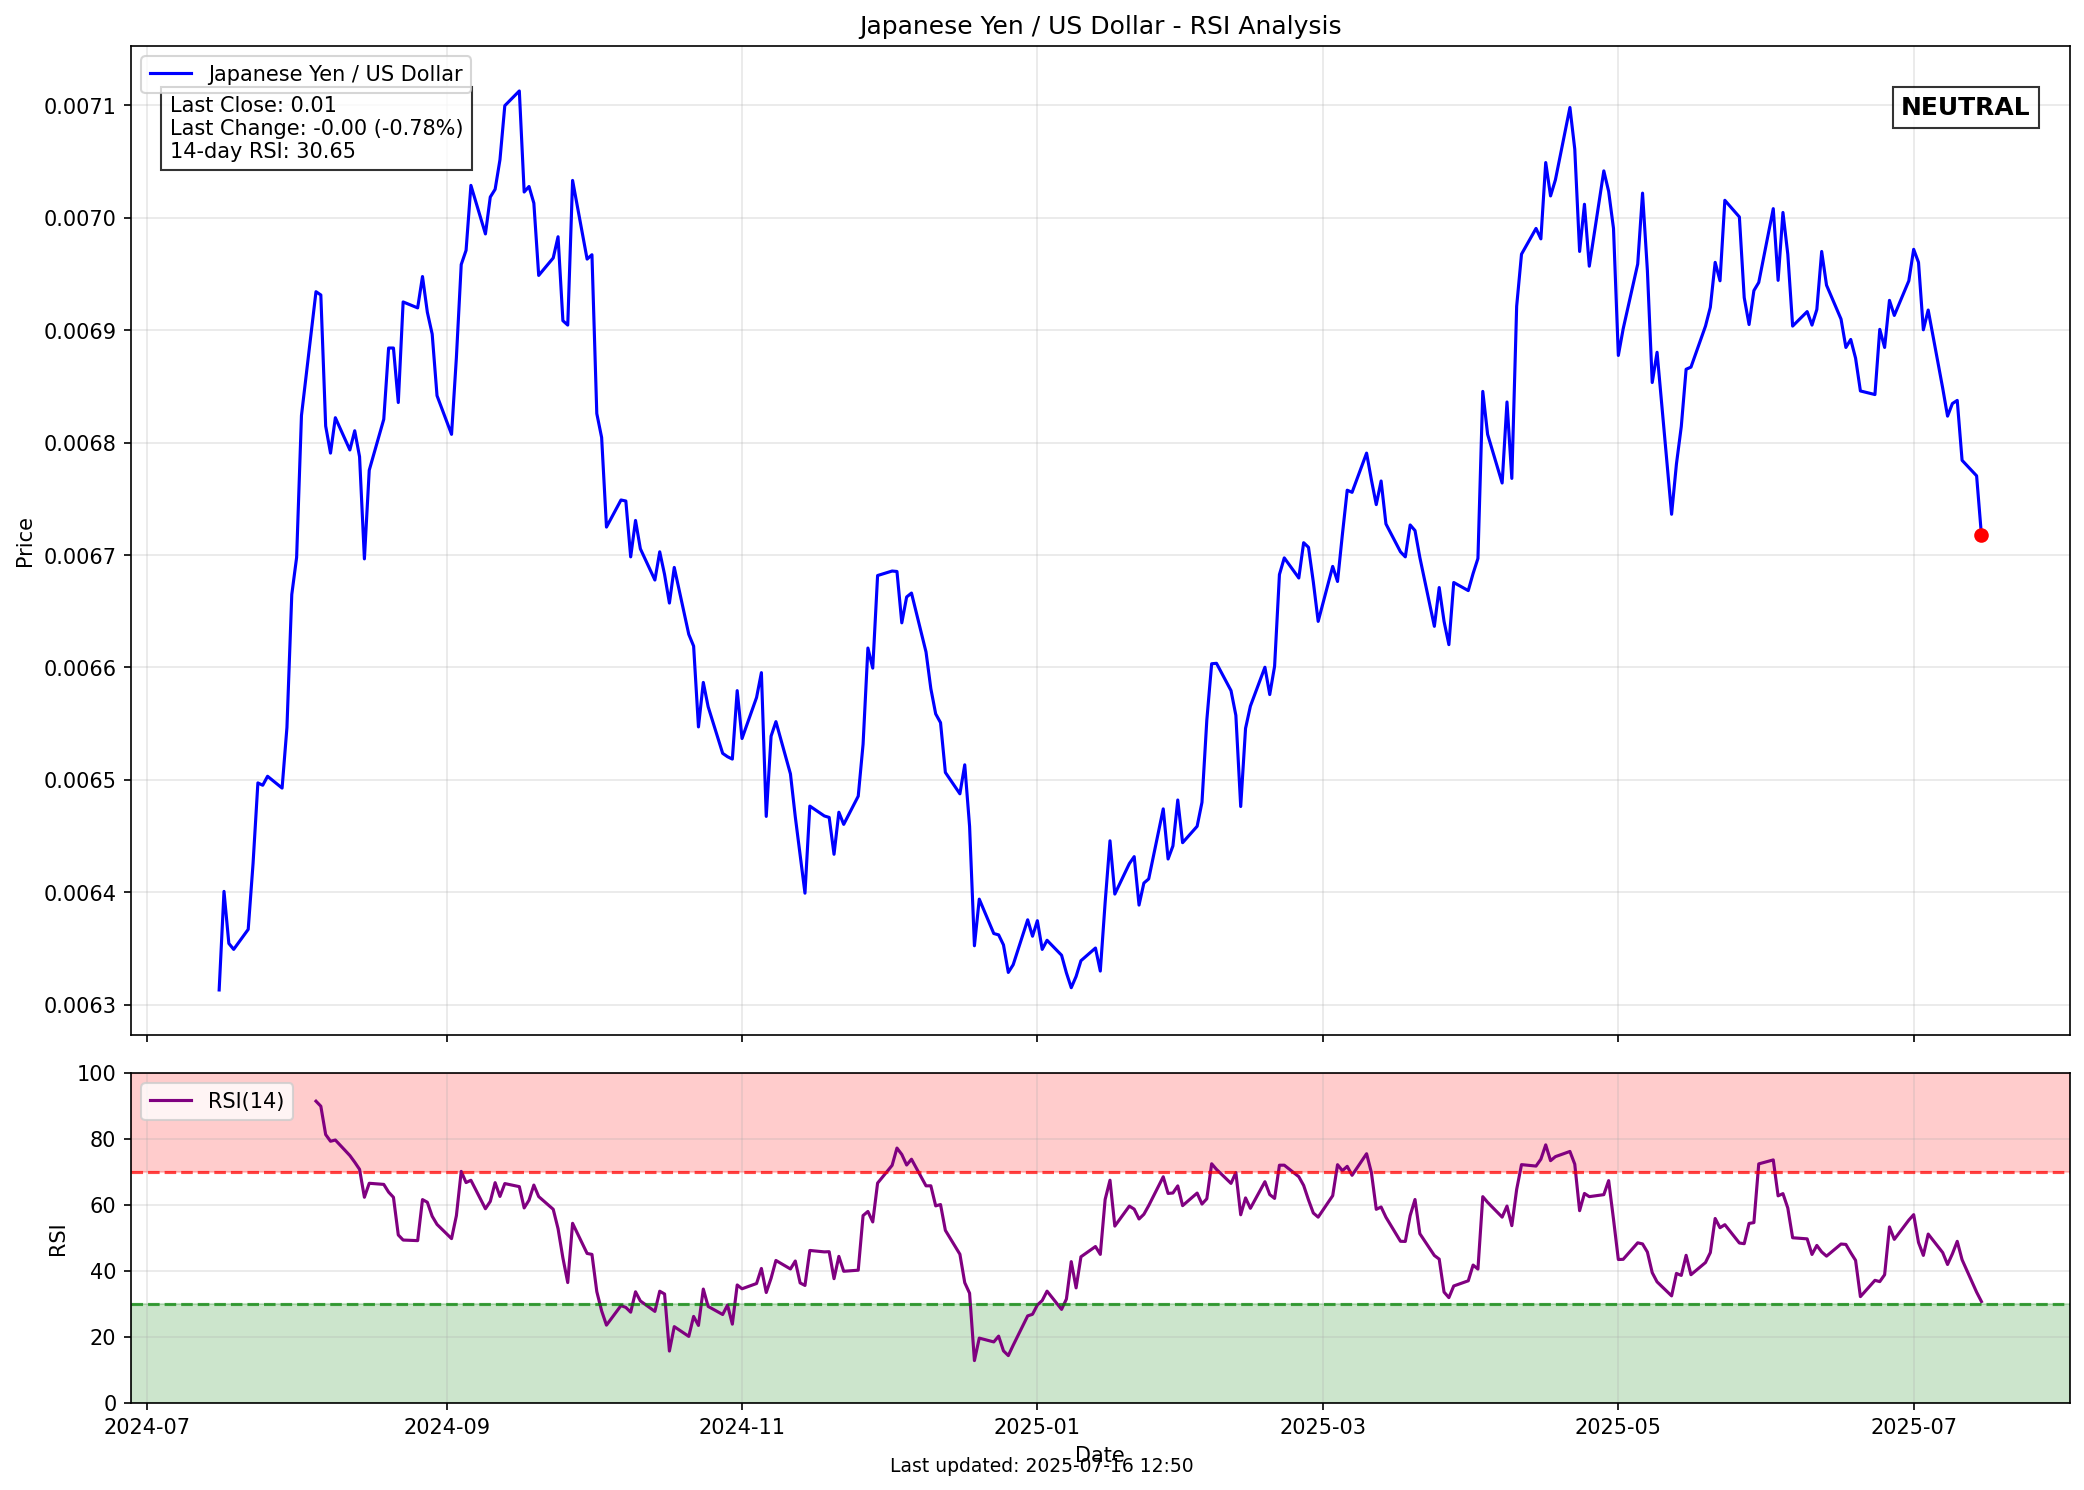 Japanese Yen / US Dollar - RSI Analysis
Japanese Yen / US Dollar
Last Close: 0.01
Last Change: -0.00 (-0.78%)
14-day RSI: 30.65
NEUTRAL
Price
0.0071
0.0070
0.0069
0.0068
0.0067
0.0066
0.0065
0.0064
0.0063
RSI(14)
RSI
100
80
60
40
20
0
2024-07
2024-09
2024-11
2025-01
2025-03
2025-05
2025-07
Date
Last updated: 2025-07-16 12:50